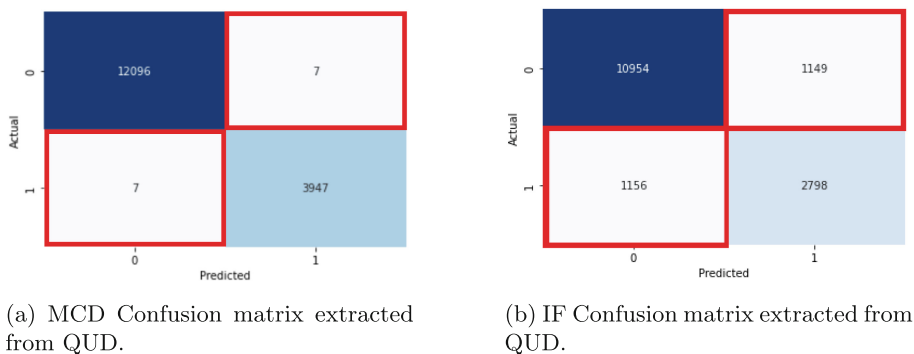 0
12096
7
Actual
1
7
3947
0
1
Predicted
(a) MCD Confusion matrix extracted
from QUD.
0
10954
1149
Actual
1
1156
2798
0
1
Predicted
(b) IF Confusion matrix extracted from
QUD.